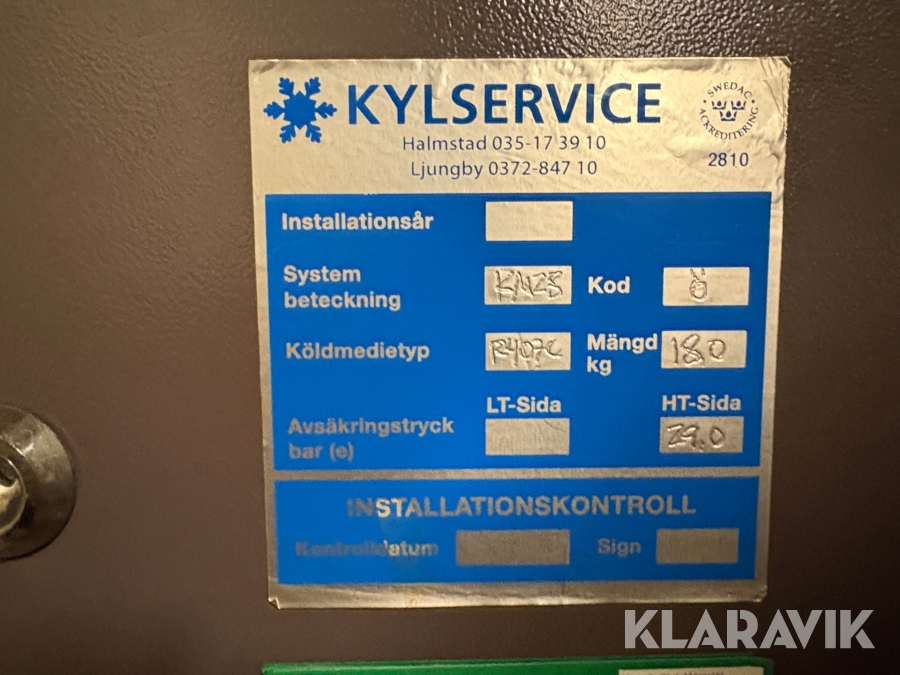 KYLSERVICE
Halmstad 035-17 39 10
Ljungby 0372-847 10
SWEDAC
ACKREDITERING
2810
Installationsår
System
beteckning
Kod
Köldmedietyp R407C
Mängd
kg 18,0
LT-Sida HT-Sida
Avsäkringstryck
bar (e) 29.0
INSTALLATIONSKONTROLL
Kontrolldatum Sign
KLARAVIK